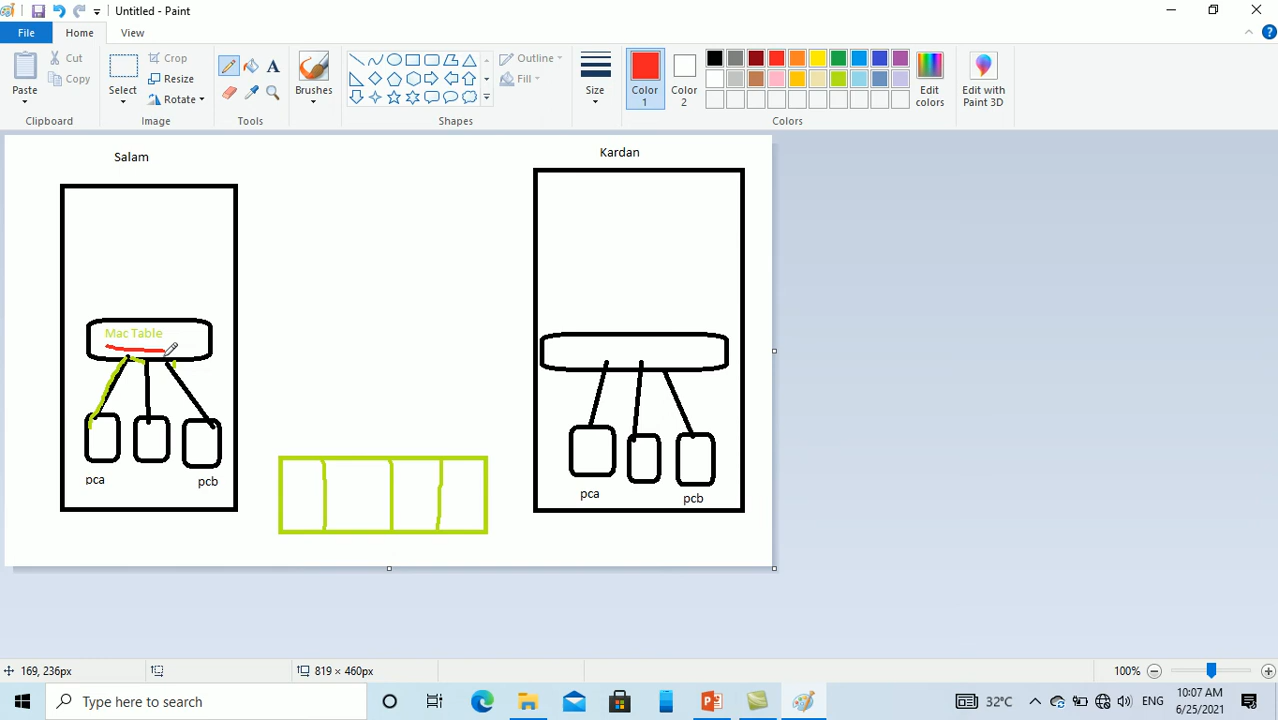 Untitled - Paint
File
Home
View
Paste
Cut
Copy
Clipboard
Select
Crop
Resize
Rotate
Image
Tools
Brushes
Shapes
Outline
Fill
Size
Color
1
Color
2
Colors
Edit
colors
Edit with
Paint 3D
Salam
Kardan
Mac Table
pca
pcb
pca
pcb
169, 236px
819 × 460px
100%
Type here to search
32°C
ENG
10:07 AM
6/25/2021